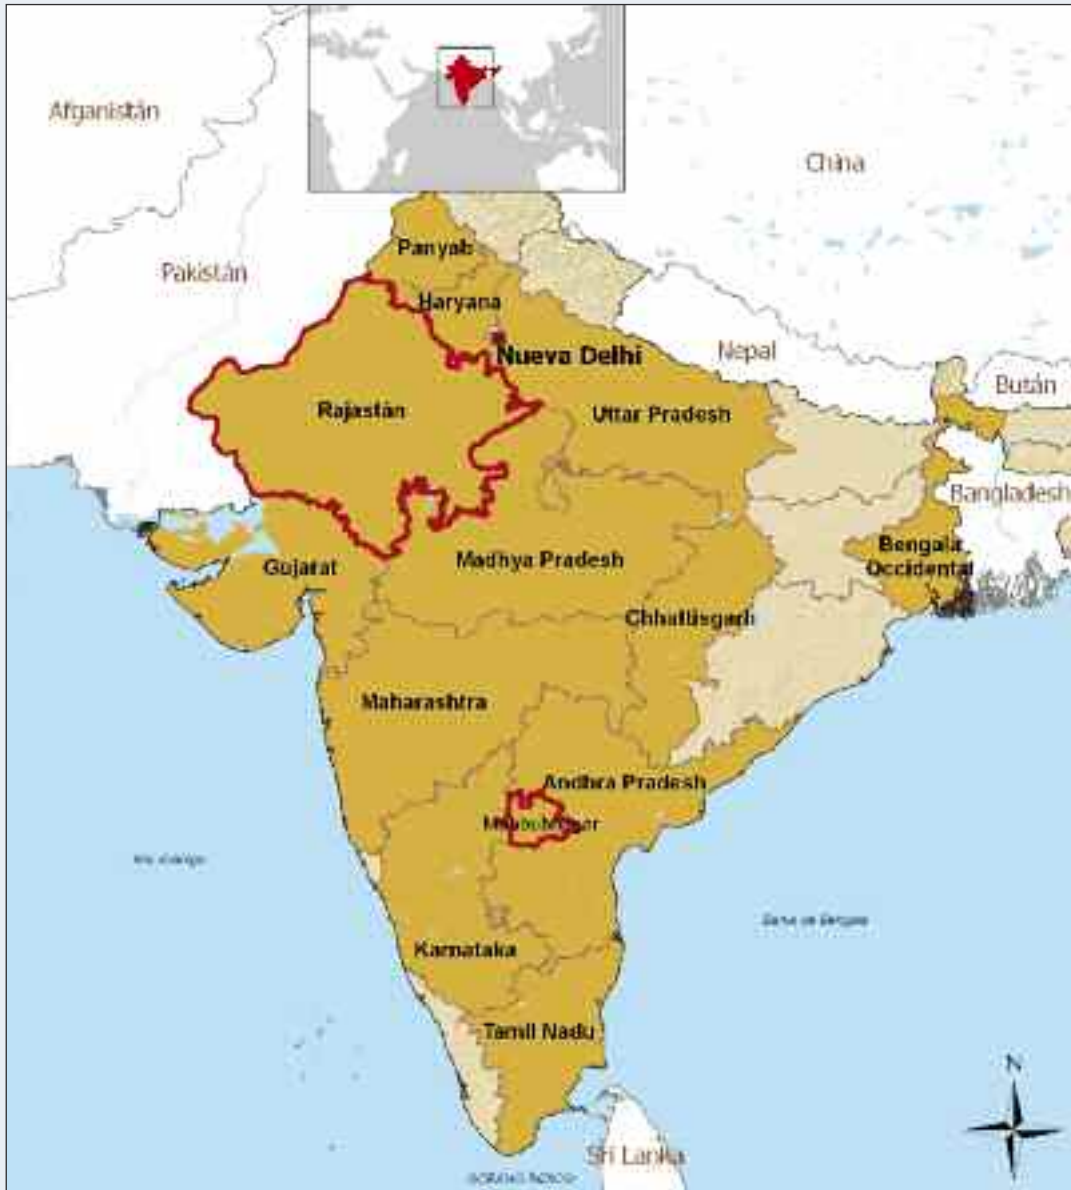 Afganistán
China
Panyab
Pakistán
Haryana
Nueva Delhi
Nepal
Bután
Rajastán
Uttar Pradesh
Bangladesh
Bengala
Occidental
Madhya Pradesh
Gujarat
Chhattisgarh
Maharashtra
Andhra Pradesh
Karnataka
Tamil Nadu
N
Sri Lanka